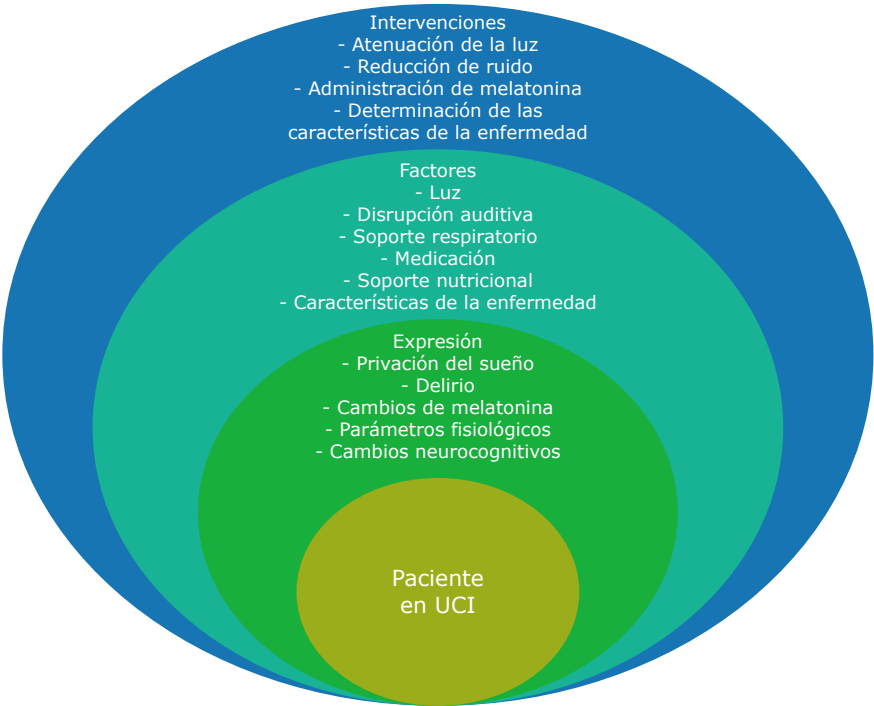 Intervenciones
- Atenuación de la luz
- Reducción de ruido
- Administración de melatonina
- Determinación de las
características de la enfermedad
Factores
- Luz
- Disrupción auditiva
- Soporte respiratorio
- Medicación
- Soporte nutricional
- Características de la enfermedad
Expresión
- Privación del sueño
- Delirio
- Cambios de melatonina
- Parámetros fisiológicos
- Cambios neurocognitivos
Paciente
en UCI